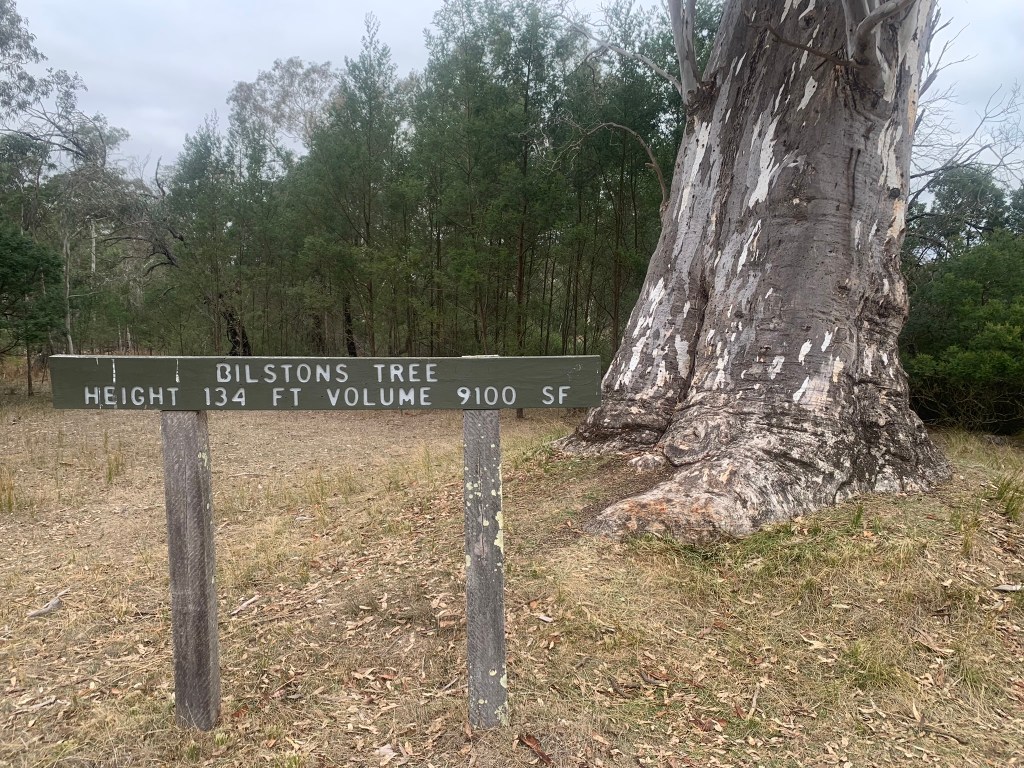 BILSTONS TREE
HEIGHT 134 FT VOLUME 9100 SF